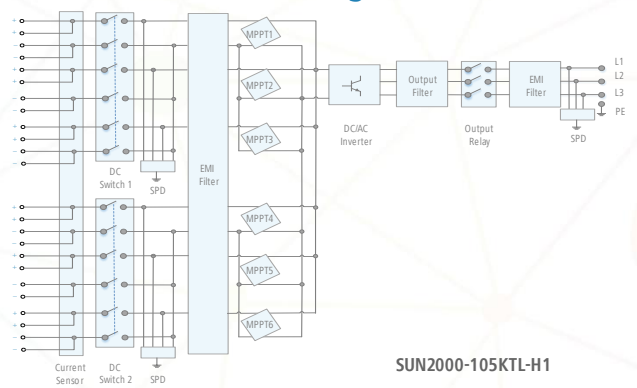 MPPT1
MPPT2
MPPT3
MPPT4
MPPT5
MPPT6
DC
Switch 1
SPD
EMI
Filter
DC/AC
Inverter
Output
Filter
Output
Relay
EMI
Filter
SPD
L1
L2
L3
PE
Current
Sensor
DC
Switch 2
SPD
SUN2000-105KTL-H1